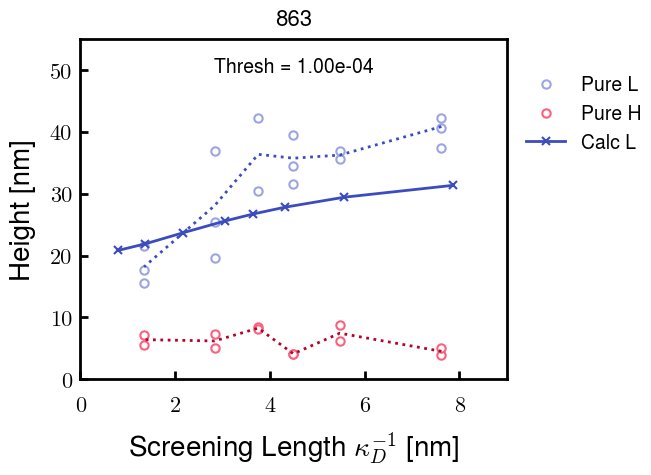 863
Thresh = 1.00e-04
Pure L
Pure H
Calc L
Height [nm]
50
40
30
20
10
0
0 2 4 6 8
Screening Length κ_D^{-1} [nm]